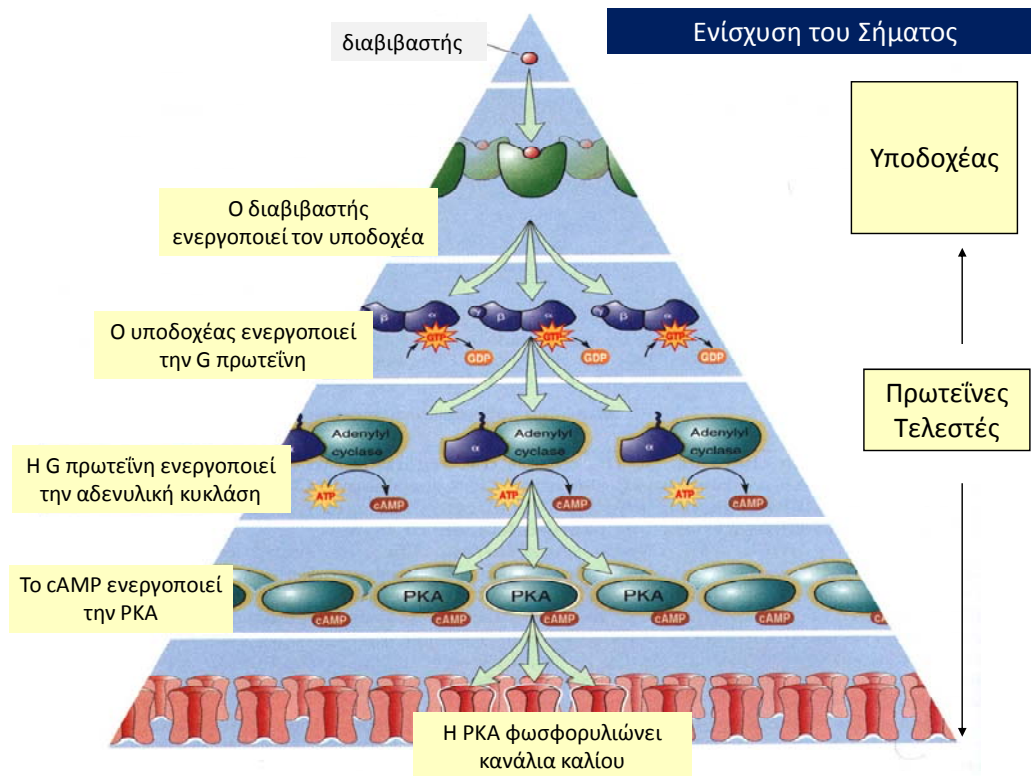 Ενίσχυση του Σήματος
διαβιβαστής
Υποδοχέας
Ο διαβιβαστής
ενεργοποιεί τον υποδοχέα
β α
GTP
GDP
γ β α
GTP
GDP
γ β α
GTP
GDP
Ο υποδοχέας ενεργοποιεί
την G πρωτεΐνη
Πρωτεΐνες
Τελεστές
α
Adenylyl
cyclase
ATP
cAMP
α
Adenylyl
cyclase
ATP
cAMP
α
Adenylyl
cyclase
ATP
cAMP
Η G πρωτεΐνη ενεργοποιεί
την αδενυλική κυκλάση
Το cAMP ενεργοποιεί
την PKA
PKA
PKA
PKA
cAMP
cAMP
cAMP
cAMP
cAMP
cAM
Η PKA φωσφορυλιώνει
κανάλια καλίου